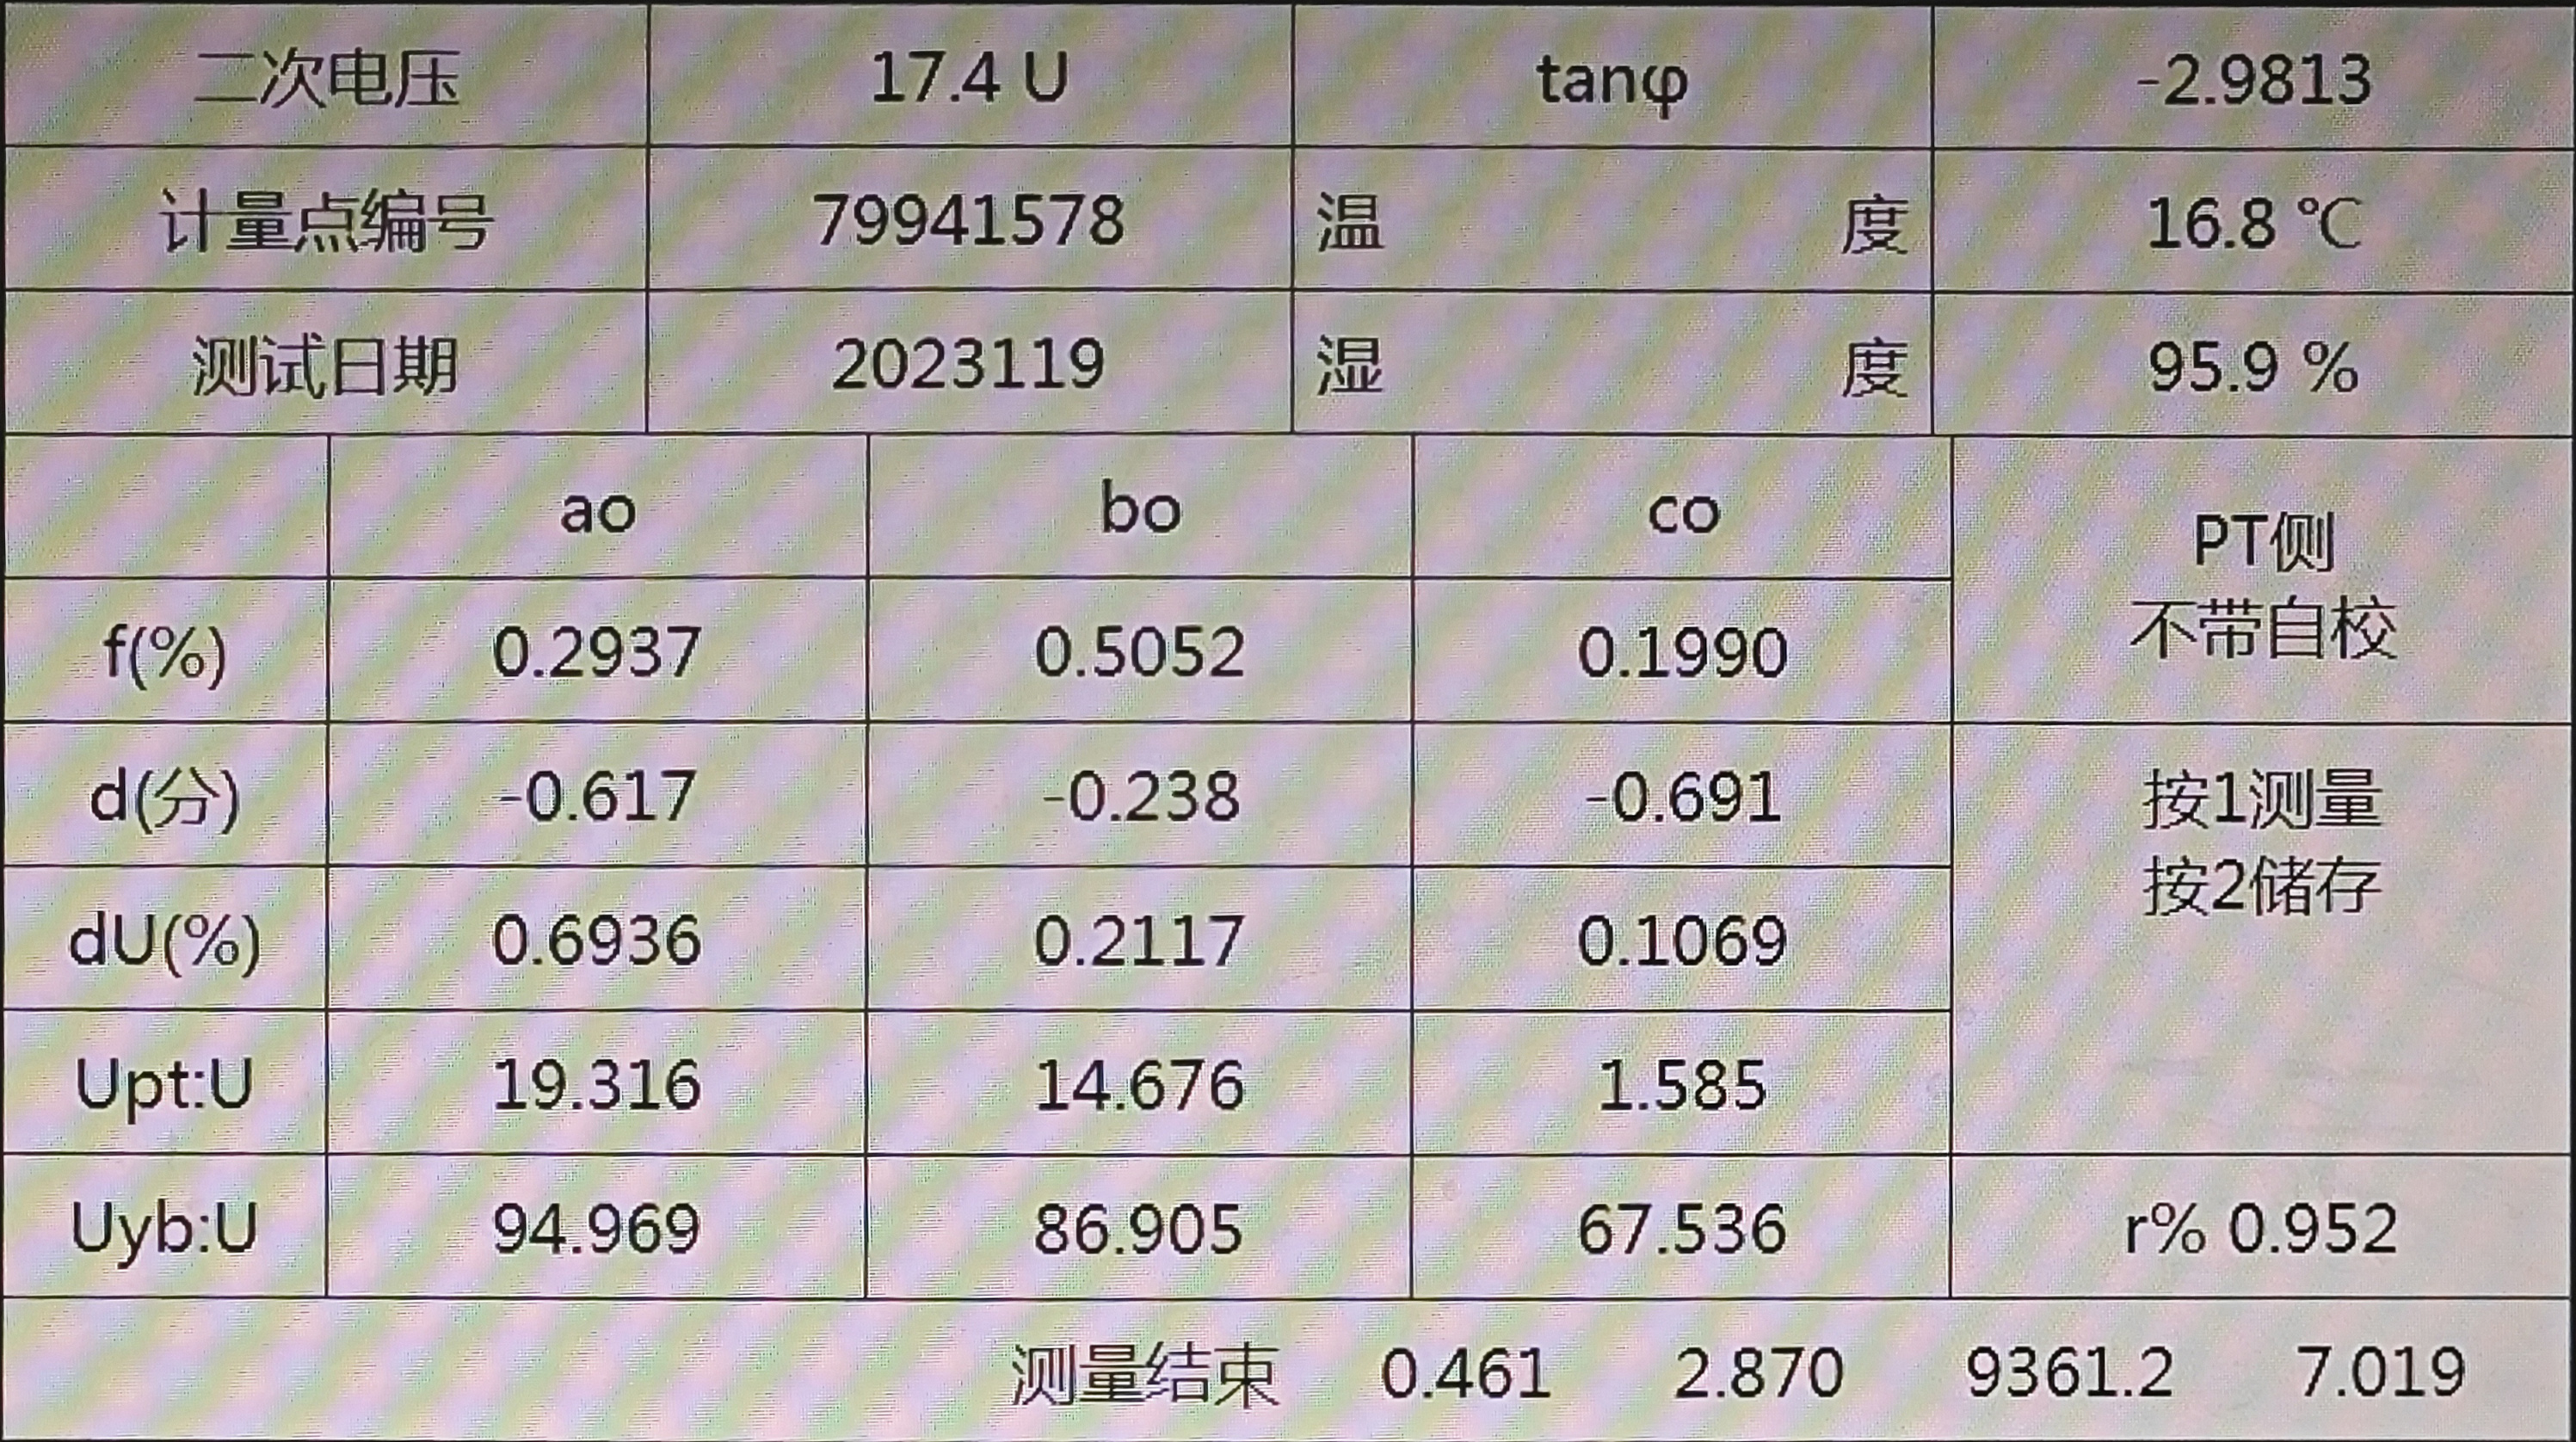 二次电压 17.4 U tanφ -2.9813
计量点编号 79941578 温 度 16.8 ℃
测试日期 2023119 湿 度 95.9 %
ao bo co
PT侧
不带自校
f(%) 0.2937 0.5052 0.1990
d(分) -0.617 -0.238 -0.691
按1测量
按2储存
dU(%) 0.6936 0.2117 0.1069
Upt:U 19.316 14.676 1.585
Uyb:U 94.969 86.905 67.536 r% 0.952
测量结束 0.461 2.870 9361.2 7.019